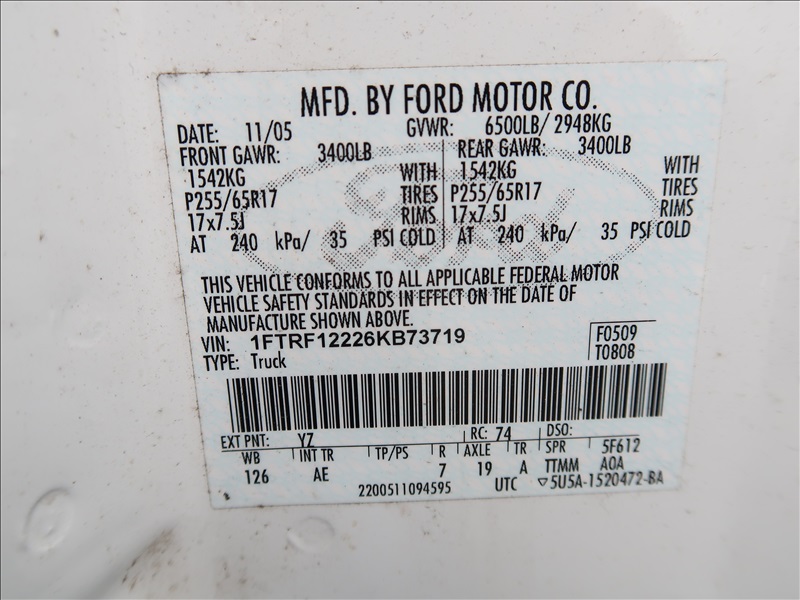 MFD. BY FORD MOTOR CO.
DATE: 11/05 GVWR: 6500LB/ 2948KG
FRONT GAWR: 3400LB REAR GAWR: 3400LB
1542KG WITH 1542KG WITH
P255/65R17 TIRES P255/65R17 TIRES
17x7.5J RIMS 17x7.5J RIMS
AT 240 kPa/ 35 PSI COLD AT 240 kPa/ 35 PSI COLD
THIS VEHICLE CONFORMS TO ALL APPLICABLE FEDERAL MOTOR
VEHICLE SAFETY STANDARDS IN EFFECT ON THE DATE OF
MANUFACTURE SHOWN ABOVE.
VIN: 1FTRF12226KB73719 F0509
TYPE: Truck T0808
EXT PNT: YZ RC: 74 DSO:
WB INT TR TP/PS R AXLE TR SPR 5F612
126 AE 7 19 A TTMM AOA
2200511094595 UTC ▽5U5A-1520472-BA
Ford